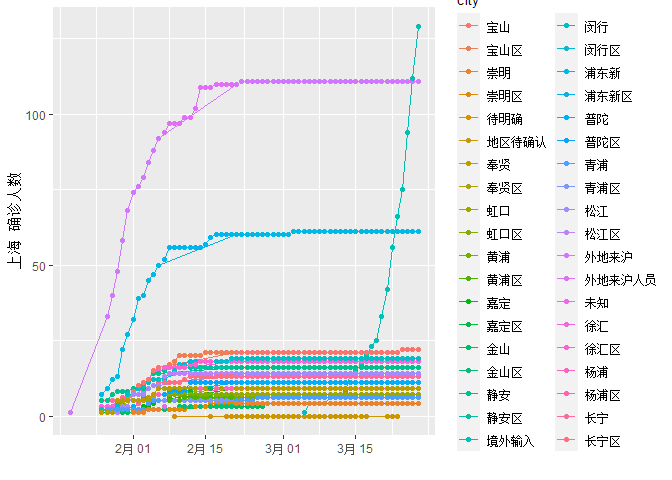 City
上海 确诊人数
100
50
0
2月 01
2月 15
3月 01
3月 15
宝山
宝山区
崇明
崇明区
待明确
地区待确认
奉贤
奉贤区
虹口
虹口区
黄浦
黄浦区
嘉定
嘉定区
金山
金山区
静安
静安区
境外输入
闵行
闵行区
浦东新
浦东新区
普陀
普陀区
青浦
青浦区
松江
松江区
外地来沪
外地来沪人员
未知
徐汇
徐汇区
杨浦
杨浦区
长宁
长宁区